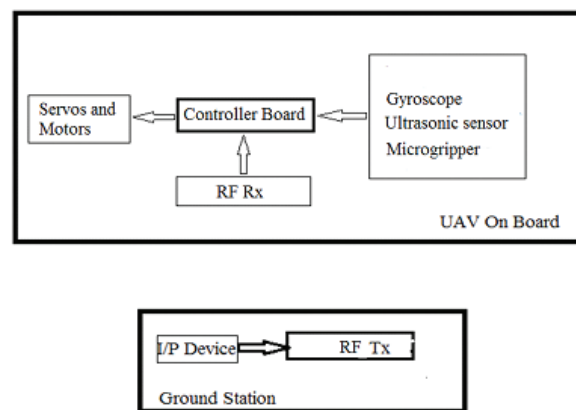 Servos and
Motors
Controller Board
Gyroscope
Ultrasonic sensor
Microgripper
RF Rx
UAV On Board
I/P Device
RF Tx
Ground Station